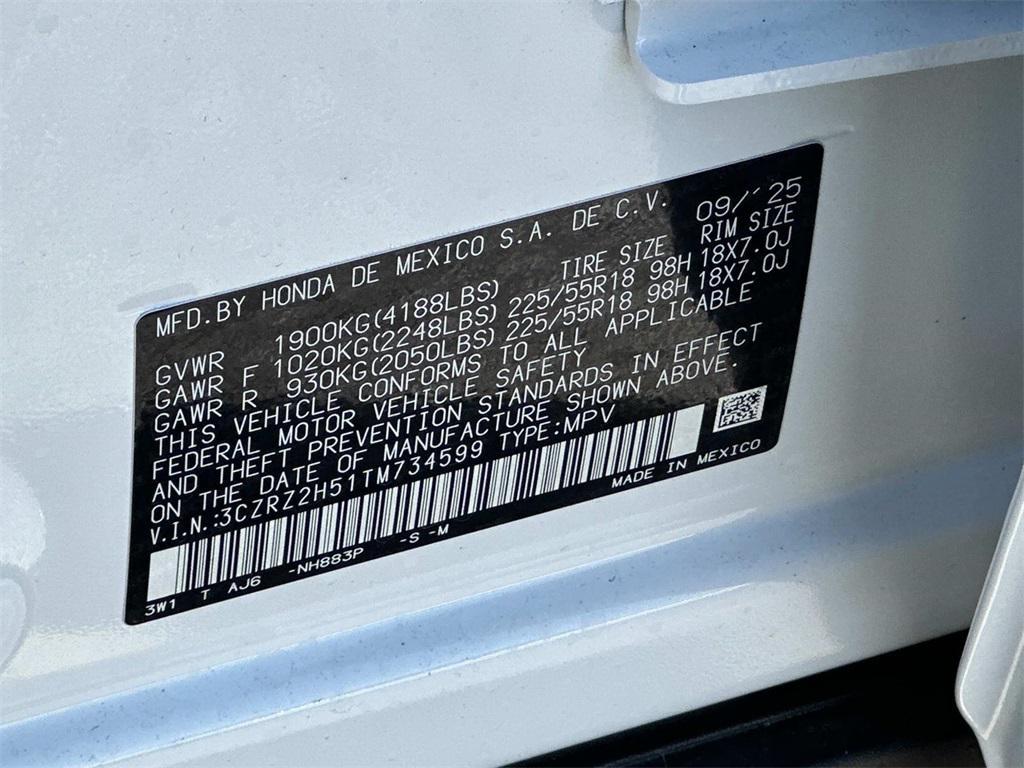 MFD. BY HONDA DE MEXICO S.A. DE C.V. 09/'25
TIRE SIZE RIM SIZE
GVWR 1900KG(4188LBS)
GAWR F 1020KG(2248LBS) 225/55R18 98H 18X7.0J
GAWR R 930KG(2050LBS) 225/55R18 98H 18X7.0J
THIS VEHICLE CONFORMS TO ALL APPLICABLE
FEDERAL MOTOR VEHICLE SAFETY
AND THEFT PREVENTION STANDARDS IN EFFECT
ON THE DATE OF MANUFACTURE SHOWN ABOVE.
V.I.N.:3CZRZ2H51TM734599 TYPE:MPV
MADE IN MEXICO
3W1 T AJ6 -NH883P -S -M